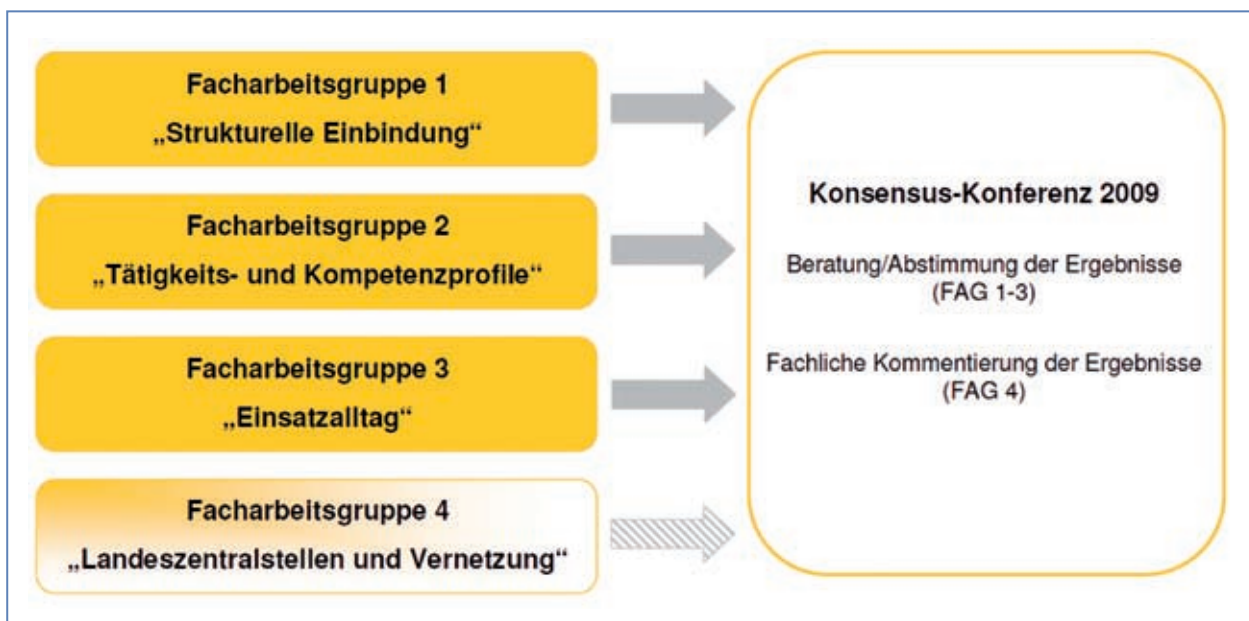 Facharbeitsgruppe 1
„Strukturelle Einbindung“
Facharbeitsgruppe 2
„Tätigkeits- und Kompetenzprofile“
Facharbeitsgruppe 3
„Einsatzalltag“
Facharbeitsgruppe 4
„Landeszentralstellen und Vernetzung“
Konsensus-Konferenz 2009
Beratung/Abstimmung der Ergebnisse
(FAG 1-3)
Fachliche Kommentierung der Ergebnisse
(FAG 4)